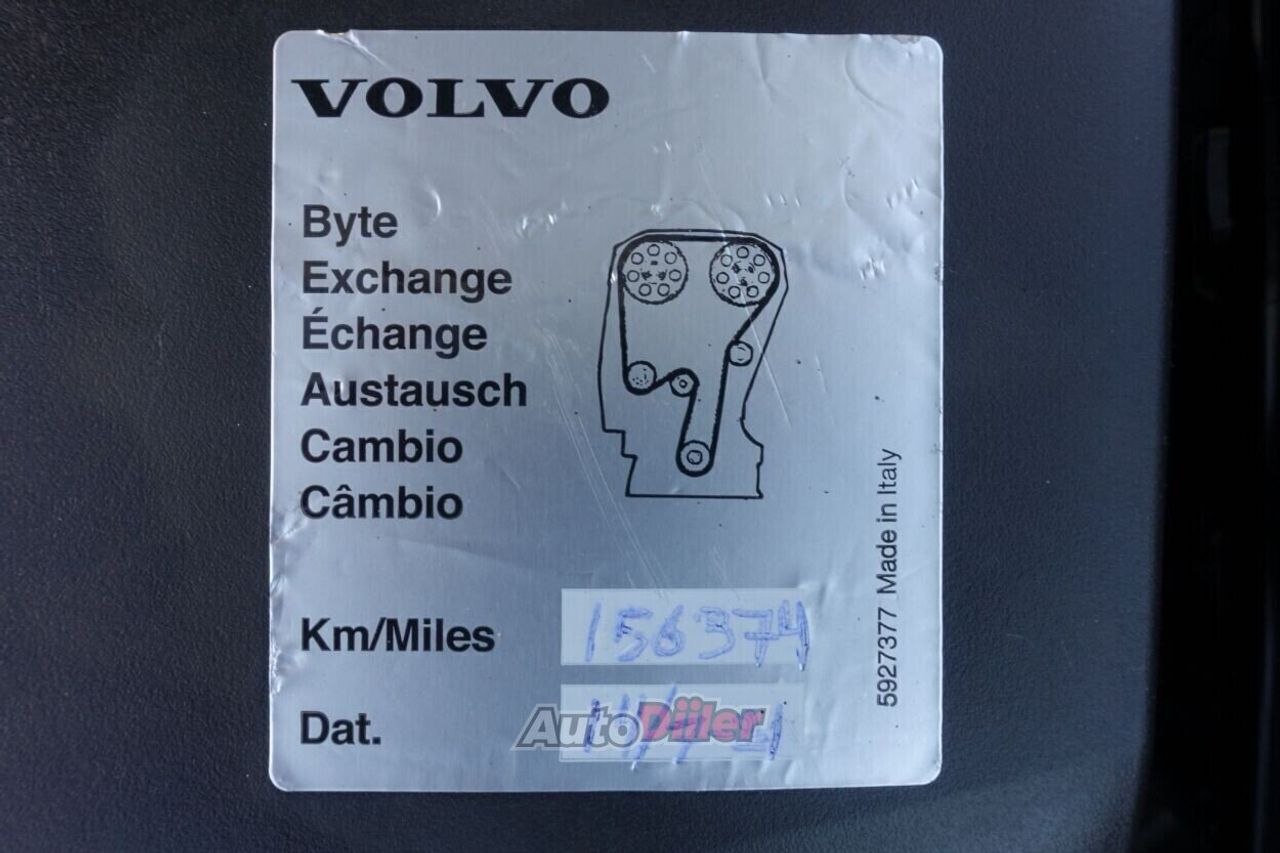 VOLVO
Byte
Exchange
Échange
Austausch
Cambio
Câmbio
Km/Miles 156374
Dat.
AutoDiiler
5927377 Made in Italy